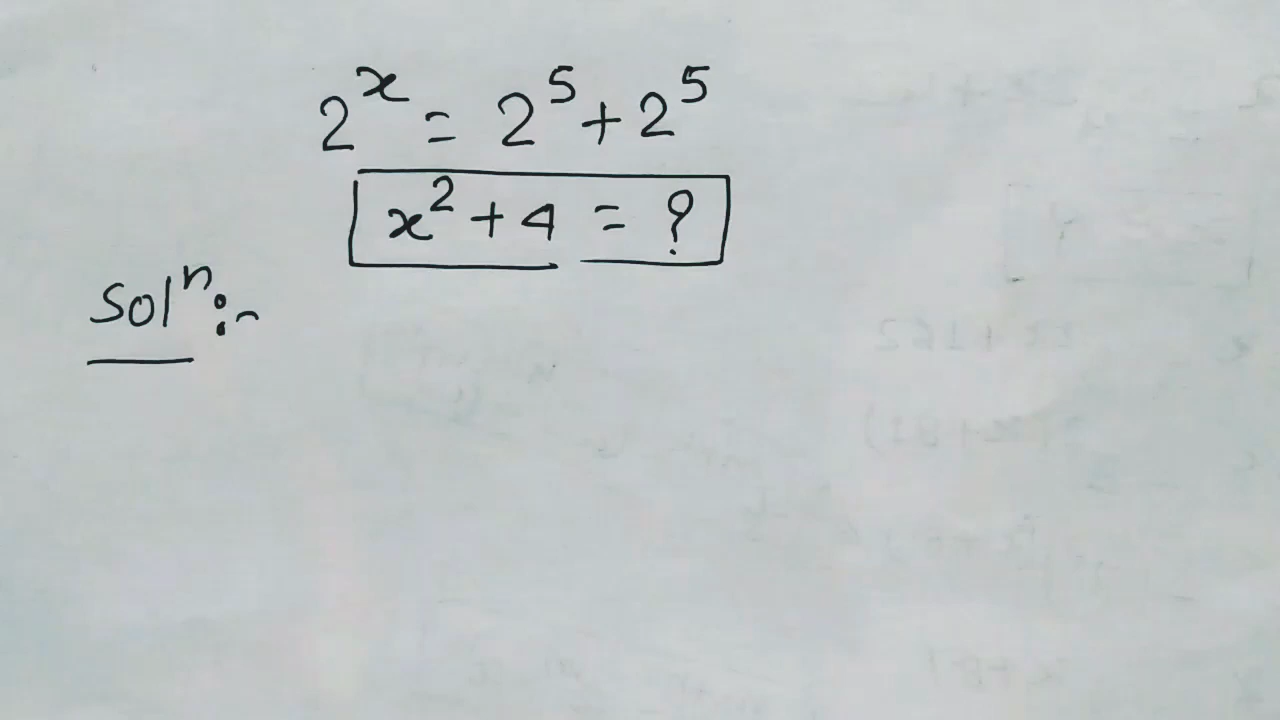 2^x = 2^5 + 2^5
x^2 + 4 = ?
Sol^n :-